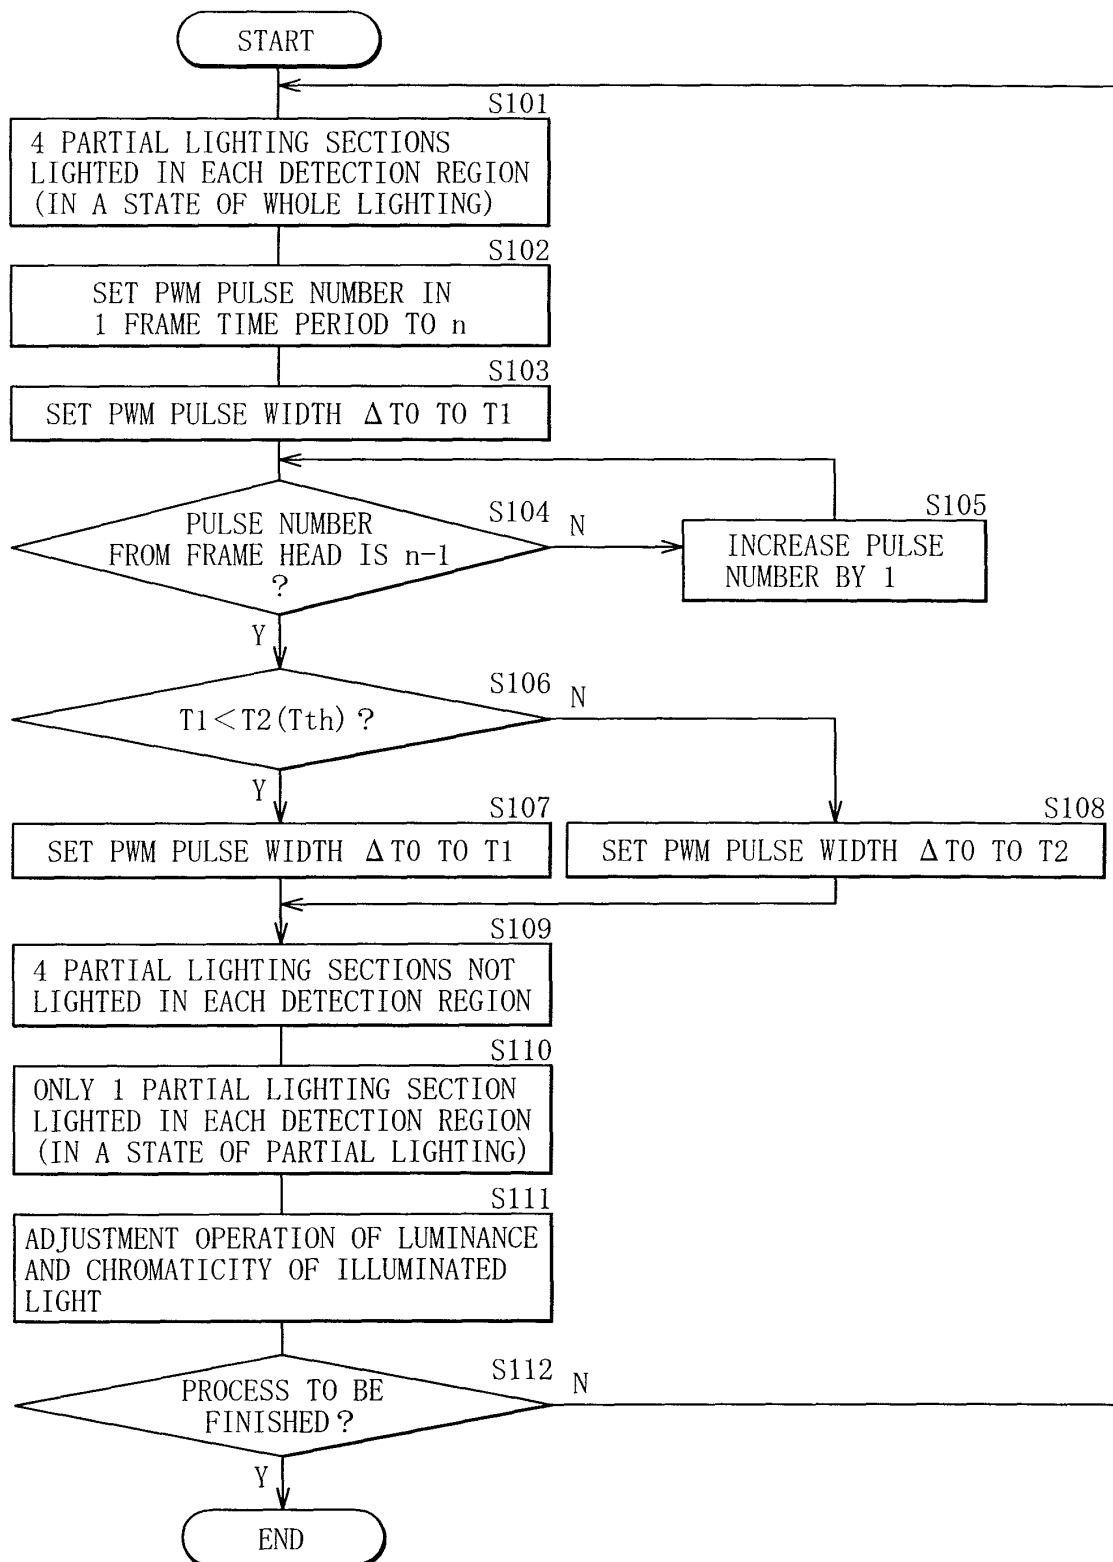 START
S101
4 PARTIAL LIGHTING SECTIONS
LIGHTED IN EACH DETECTION REGION
(IN A STATE OF WHOLE LIGHTING)
S102
SET PWM PULSE NUMBER IN
1 FRAME TIME PERIOD TO n
S103
SET PWM PULSE WIDTH ΔT0 TO T1
S104
PULSE NUMBER
FROM FRAME HEAD IS n-1
?
N
S105
INCREASE PULSE
NUMBER BY 1
Y
S106
T1<T2(Tth)?
N
Y
S107
SET PWM PULSE WIDTH ΔT0 TO T1
S108
SET PWM PULSE WIDTH ΔT0 TO T2
S109
4 PARTIAL LIGHTING SECTIONS NOT
LIGHTED IN EACH DETECTION REGION
S110
ONLY 1 PARTIAL LIGHTING SECTION
LIGHTED IN EACH DETECTION REGION
(IN A STATE OF PARTIAL LIGHTING)
S111
ADJUSTMENT OPERATION OF LUMINANCE
AND CHROMATICITY OF ILLUMINATED
LIGHT
S112
PROCESS TO BE
FINISHED?
N
Y
END